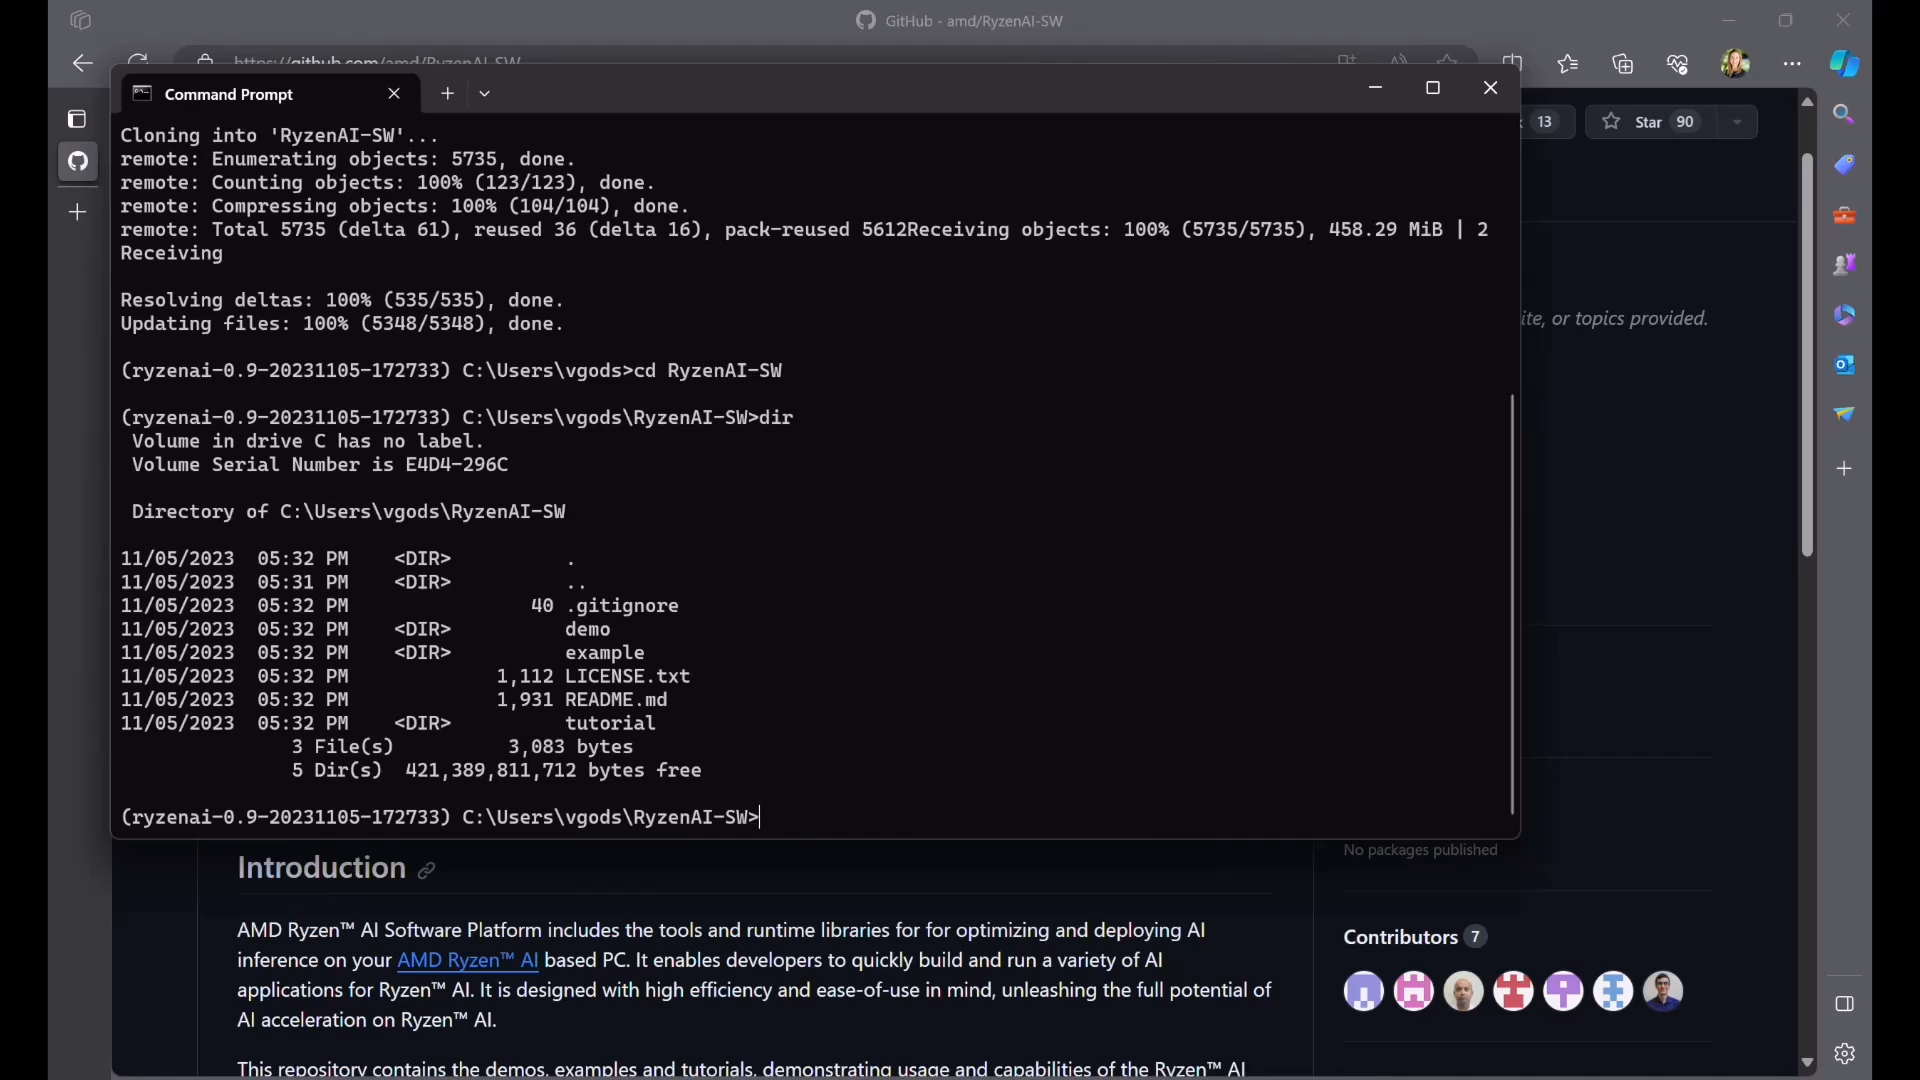 GitHub - amd/RyzenAI-SW
https://github.com/amd/RyzenAI-SW
Command Prompt
13
Star 90
Cloning into 'RyzenAI-SW'...
remote: Enumerating objects: 5735, done.
remote: Counting objects: 100% (123/123), done.
remote: Compressing objects: 100% (104/104), done.
remote: Total 5735 (delta 61), reused 36 (delta 16), pack-reused 5612Receiving objects: 100% (5735/5735), 458.29 MiB | 2
Receiving
Resolving deltas: 100% (535/535), done.
Updating files: 100% (5348/5348), done.
ite, or topics provided.
(ryzenai-0.9-20231105-172733) C:\Users\vgods>cd RyzenAI-SW
(ryzenai-0.9-20231105-172733) C:\Users\vgods\RyzenAI-SW>dir
Volume in drive C has no label.
Volume Serial Number is E4D4-296C
Directory of C:\Users\vgods\RyzenAI-SW
11/05/2023 05:32 PM <DIR> .
11/05/2023 05:31 PM <DIR> ..
11/05/2023 05:32 PM 40 .gitignore
11/05/2023 05:32 PM <DIR> demo
11/05/2023 05:32 PM <DIR> example
11/05/2023 05:32 PM 1,112 LICENSE.txt
11/05/2023 05:32 PM 1,931 README.md
11/05/2023 05:32 PM <DIR> tutorial
3 File(s) 3,083 bytes
5 Dir(s) 421,389,811,712 bytes free
(ryzenai-0.9-20231105-172733) C:\Users\vgods\RyzenAI-SW>
No packages published
Introduction
AMD Ryzen™ AI Software Platform includes the tools and runtime libraries for for optimizing and deploying AI
inference on your AMD Ryzen™ AI based PC. It enables developers to quickly build and run a variety of AI
applications for Ryzen™ AI. It is designed with high efficiency and ease-of-use in mind, unleashing the full potential of
AI acceleration on Ryzen™ AI.
Contributors 7
This repository contains the demos, examples and tutorials, demonstrating usage and capabilities of the Ryzen™ AI